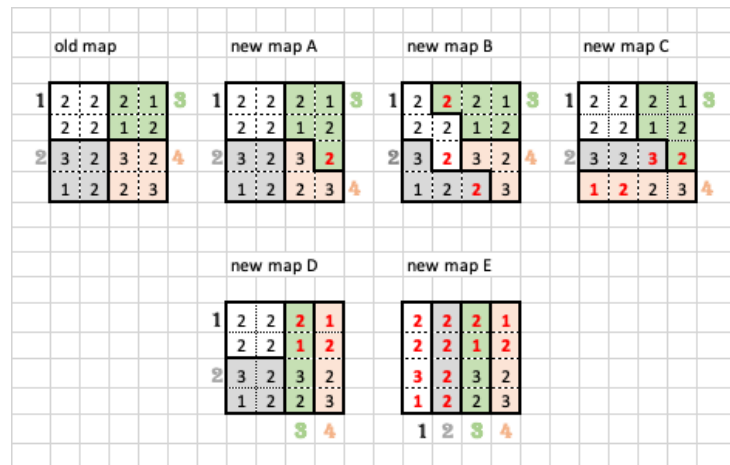 old map new map A new map B new map C
1 2 2 2 1 3 1 2 2 2 1 3 1 2 2 2 1 3 1 2 2 2 1 3
2 2 1 2 2 2 1 2 2 2 1 2 2 2 1 2
2 3 2 3 2 4 2 3 2 3 2 2 3 2 3 2 4 2 3 2 3 2
1 2 2 3 1 2 2 3 4 1 2 2 3 1 2 2 3 4
new map D new map E
1 2 2 2 1 2 2 2 1
2 2 1 2 2 2 1 2
2 3 2 3 2 3 2 3 2
1 2 2 3 1 2 2 3
3 4 1 2 3 4